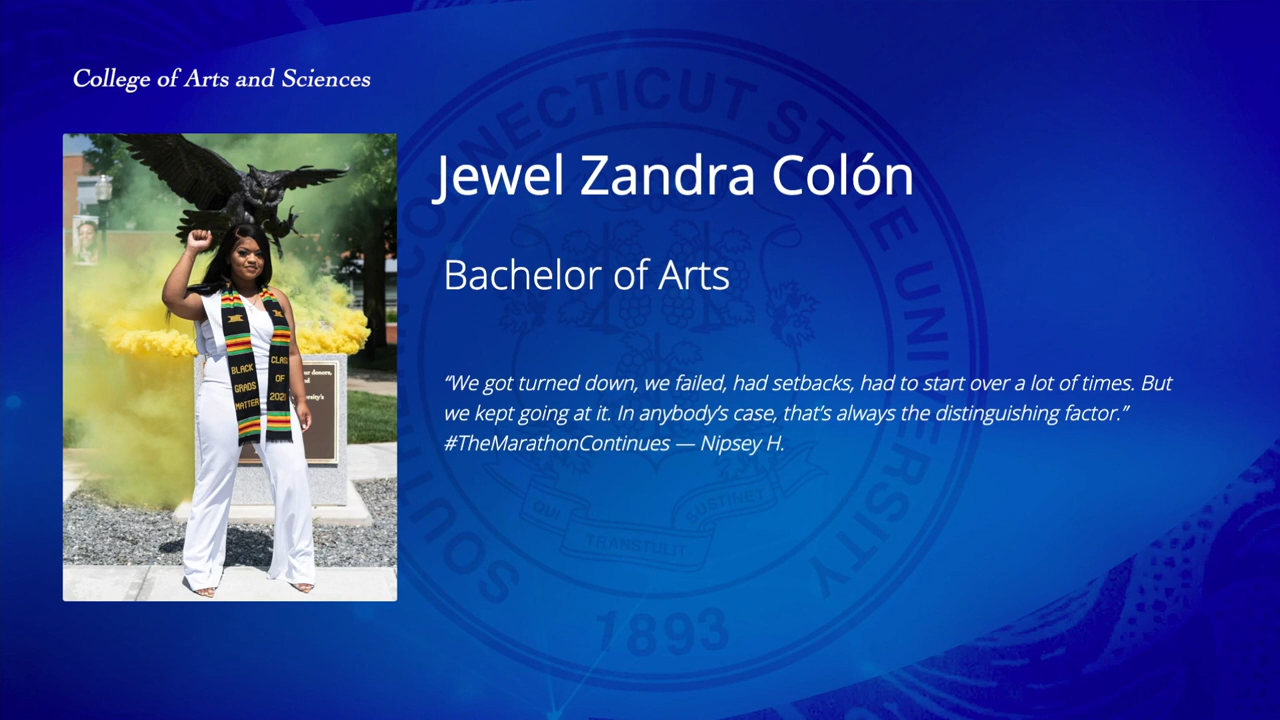 College of Arts and Sciences
Jewel Zandra Colón
Bachelor of Arts
“We got turned down, we failed, had setbacks, had to start over a lot of times. But
we kept going at it. In anybody’s case, that’s always the distinguishing factor.”
#TheMarathonContinues — Nipsey H.
BLACK
GRADS
MATTER
CLASS
OF
donors,
SOUTHERN CONNECTICUT STATE UNIVERSITY
QUI
TRANSTULIT
SUSTINET
1893